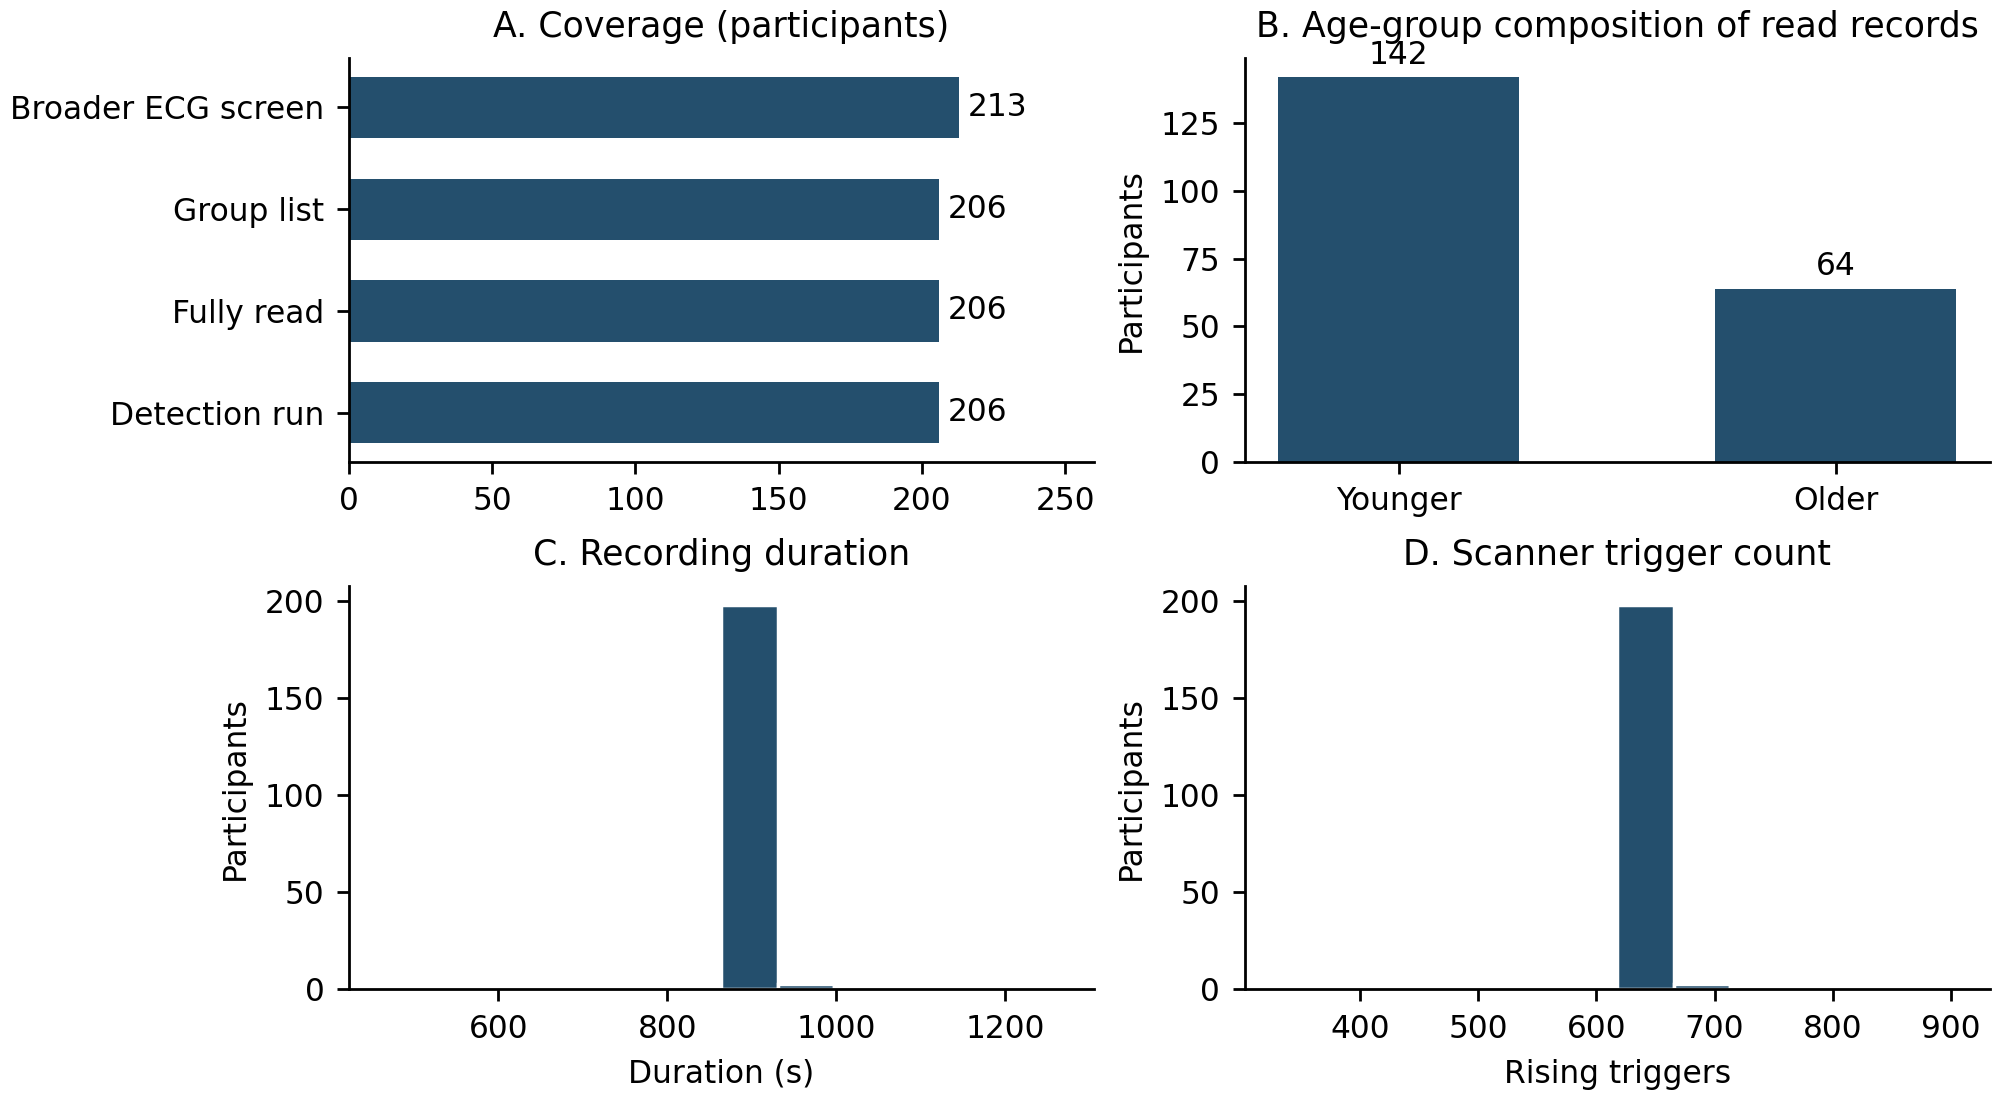 A. Coverage (participants)
Broader ECG screen
213
Group list
206
Fully read
206
Detection run
206
0 50 100 150 200 250
B. Age-group composition of read records
142
64
Participants
125
100
75
50
25
0
Younger Older
C. Recording duration
Participants
200
150
100
50
0
600 800 1000 1200
Duration (s)
D. Scanner trigger count
Participants
200
150
100
50
0
400 500 600 700 800 900
Rising triggers